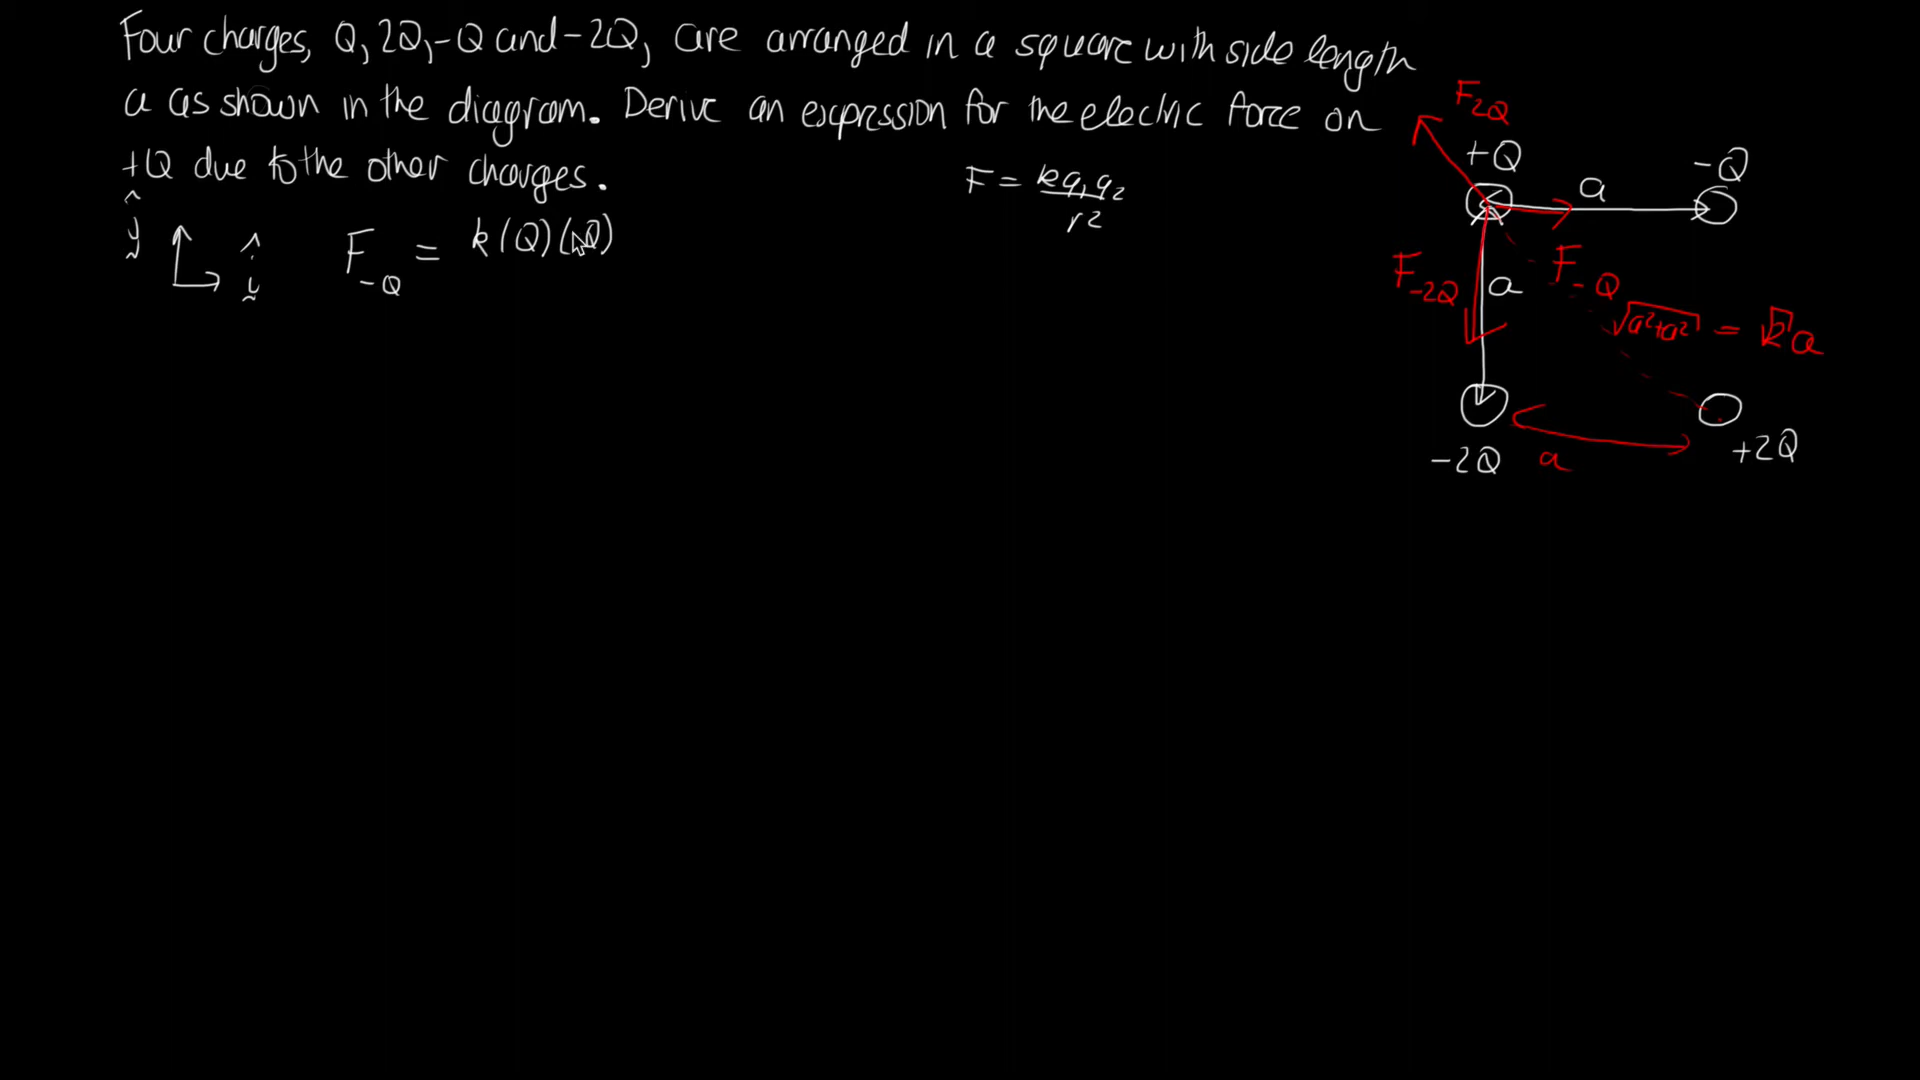 Four charges, Q, 2Q, -Q and -2Q, are arranged in a square with side length
a as shown in the diagram. Derive an expression for the electric force on
+Q due to the other charges.
F = kq₁q₂
r²
ŷ
F-Q = k(Q)(Q)
F2Q
+Q
-Q
a
F-2Q
a
F-Q
√a²+a² = √2 a
-2Q
a
+2Q